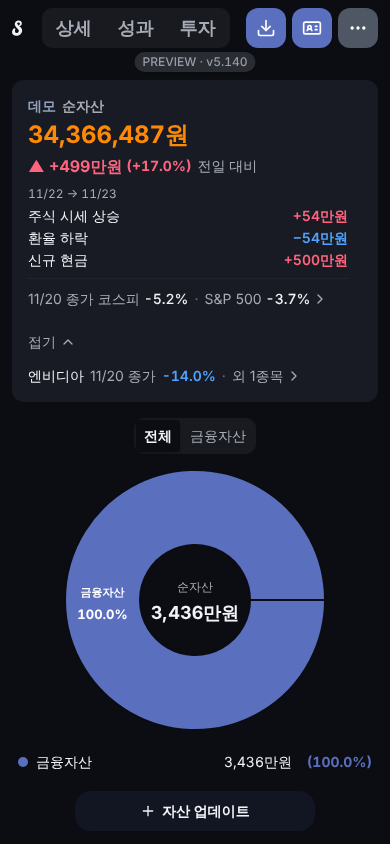 상세 성과 투자
PREVIEW · v5.140
데모 순자산
34,366,487원
▲ +499만원 (+17.0%) 전일 대비
11/22 → 11/23
주식 시세 상승 +54만원
환율 하락 -54만원
신규 현금 +500만원
11/20 종가 코스피 -5.2% · S&P 500 -3.7% >
접기
엔비디아 11/20 종가 -14.0% · 외 1종목 >
전체 금융자산
순자산
금융자산
100.0%
3,436만원
금융자산 3,436만원 (100.0%)
+ 자산 업데이트